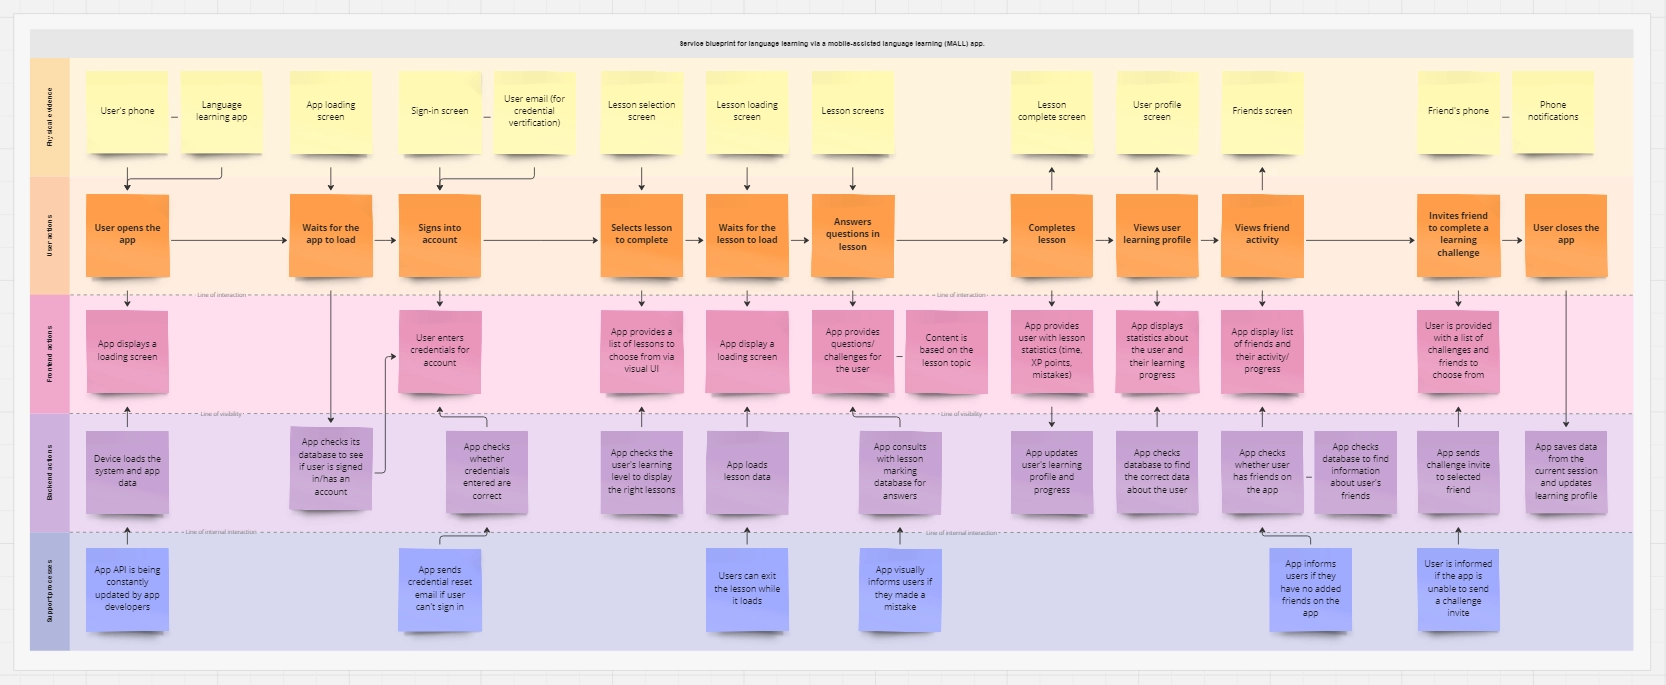 Service blueprint for language learning via a mobile-assisted language learning (MALL) app.
Physical evidence
User's phone
Language
learning app
App loading
screen
Sign-in screen
User email (for
credential
vertification)
Lesson selection
screen
Lesson loading
screen
Lesson screens
Lesson
complete screen
User profile
screen
Friends screen
Friend's phone
Phone
notifications
User actions
User opens the
app
Waits for the
app to load
Signs into
account
Selects lesson
to complete
Waits for the
lesson to load
Answers
questions in
lesson
Completes
lesson
Views user
learning profile
Views friend
activity
Invites friend
to complete a
learning
challenge
User closes the
app
Line of interaction
Line of interaction
Frontend actions
App displays a
loading screen
User enters
credentials for
account
App provides a
list of lessons to
choose from via
visual UI
App display a
loading screen
App provides
questions/
challenges for
the user
Content is
based on the
lesson topic
App provides
user with lesson
statistics (time,
XP points,
mistakes)
App displays
statistics about
the user and
their learning
progress
App display list
of friends and
their activity/
progress
User is provided
with a list of
challenges and
friends to
choose from
Line of visibility
Line of visibility
Backend actions
Device loads the
system and app
data
App checks its
database to see
if user is signed
in/has an
account
App checks
whether
credentials
entered are
correct
App checks the
user's learning
level to display
the right lessons
App loads
lesson data
App consults
with lesson
marking
database for
answers
App updates
user's learning
profile and
progress
App checks
database to find
the correct data
about the user
App checks
whether user
has friends on
the app
App checks
database to find
information
about user's
friends
App sends
challenge invite
to selected
friend
App saves data
from the
current session
and updates
learning profile
Line of internal interaction
Line of internal interaction
Support processes
App API is being
constantly
updated by app
developers
App sends
credential reset
email if user
can't sign in
Users can exit
the lesson while
it loads
App visually
informs users if
they made a
mistake
App informs
users if they
have no added
friends on the
app
User is informed
if the app is
unable to send
a challenge
invite